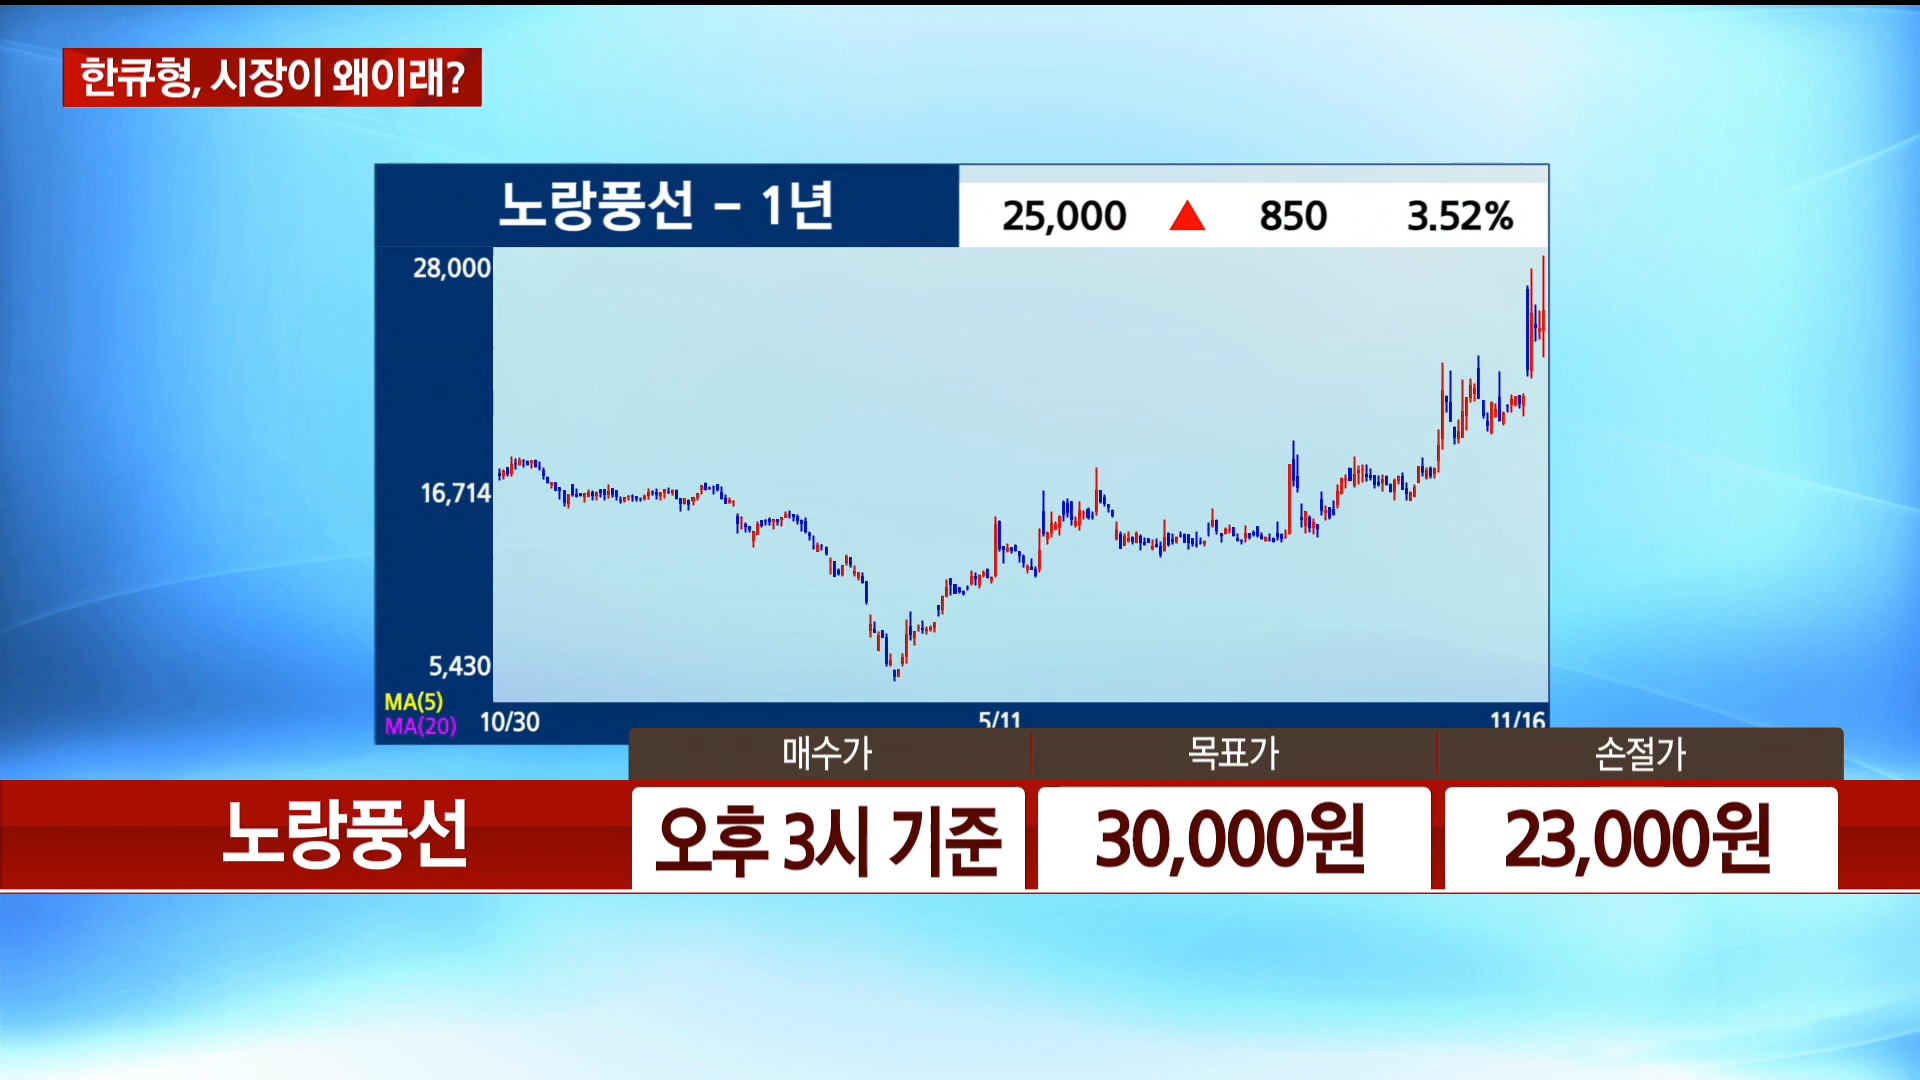 한큐형, 시장이 왜이래?
노랑풍선 - 1년
25,000 ▲ 850 3.52%
28,000
16,714
5,430
MA(5)
MA(20)
10/30 5/11 11/16
매수가 목표가 손절가
노랑풍선 오후 3시 기준 30,000원 23,000원